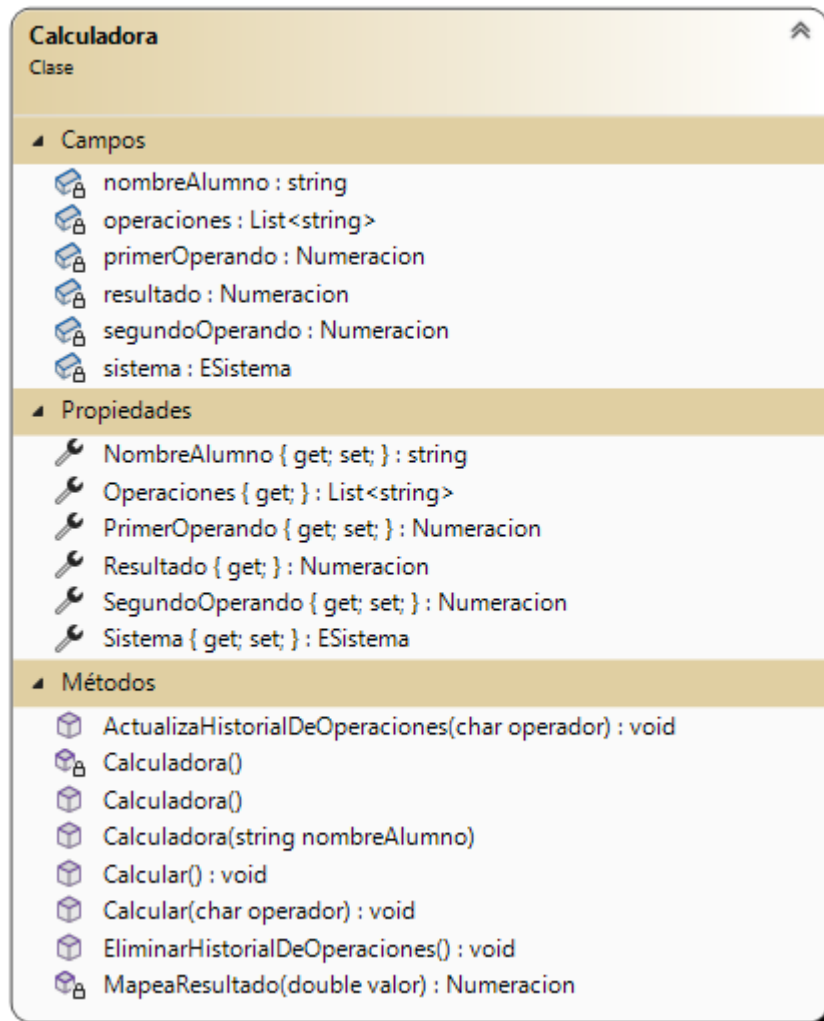 Calculadora
Clase
Campos
nombreAlumno : string
operaciones : List<string>
primerOperando : Numeracion
resultado : Numeracion
segundoOperando : Numeracion
sistema : ESistema
Propiedades
NombreAlumno { get; set; } : string
Operaciones { get; } : List<string>
PrimerOperando { get; set; } : Numeracion
Resultado { get; } : Numeracion
SegundoOperando { get; set; } : Numeracion
Sistema { get; set; } : ESistema
Métodos
ActualizaHistorialDeOperaciones(char operador) : void
Calculadora()
Calculadora()
Calculadora(string nombreAlumno)
Calcular() : void
Calcular(char operador) : void
EliminarHistorialDeOperaciones() : void
MapeaResultado(double valor) : Numeracion